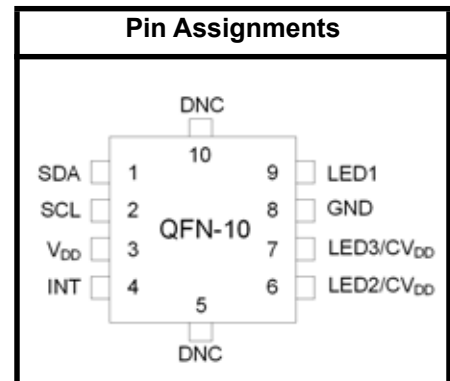 Pin Assignments
DNC
10
SDA 1 9 LED1
SCL 2 8 GND
QFN-10
VDD 3 7 LED3/CVDD
INT 4 6 LED2/CVDD
5
DNC